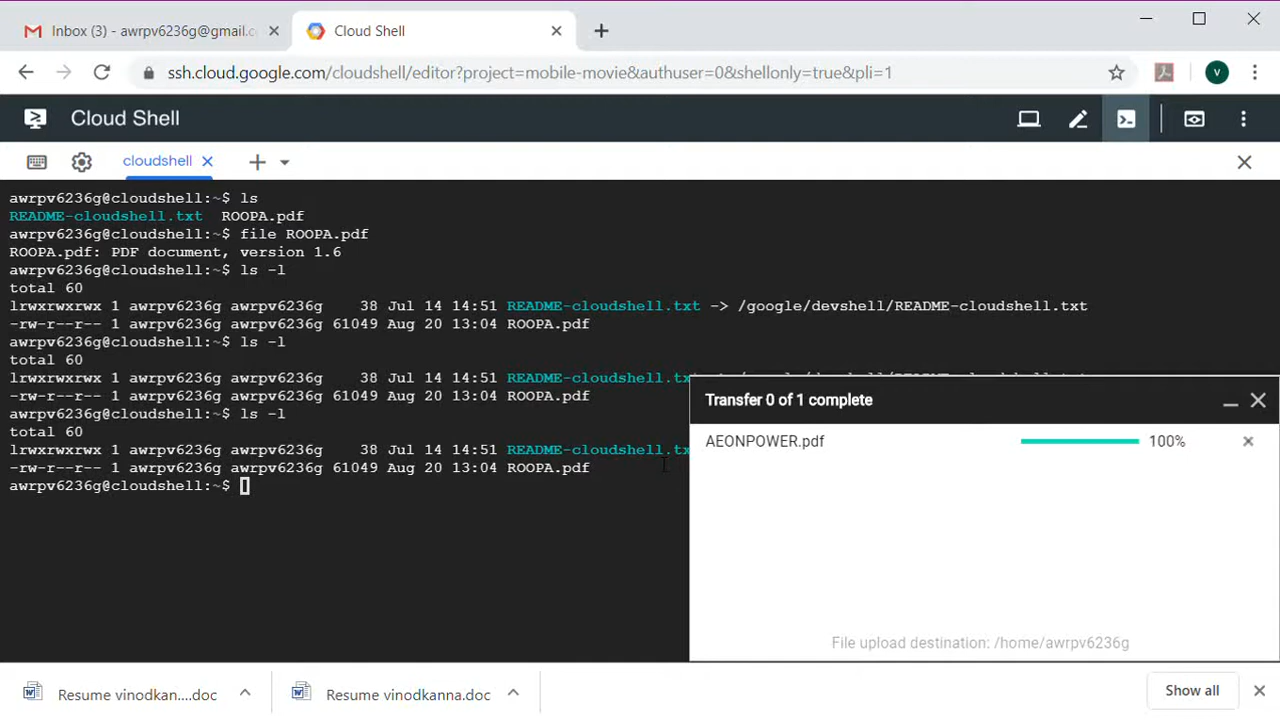 Inbox (3) - awrpv6236g@gmail.c
Cloud Shell
ssh.cloud.google.com/cloudshell/editor?project=mobile-movie&authuser=0&shellonly=true&pli=1
V
Cloud Shell
cloudshell
awrpv6236g@cloudshell:~$ ls
README-cloudshell.txt ROOPA.pdf
awrpv6236g@cloudshell:~$ file ROOPA.pdf
ROOPA.pdf: PDF document, version 1.6
awrpv6236g@cloudshell:~$ ls -l
total 60
lrwxrwxrwx 1 awrpv6236g awrpv6236g 38 Jul 14 14:51 README-cloudshell.txt -> /google/devshell/README-cloudshell.txt
-rw-r--r-- 1 awrpv6236g awrpv6236g 61049 Aug 20 13:04 ROOPA.pdf
awrpv6236g@cloudshell:~$ ls -l
total 60
lrwxrwxrwx 1 awrpv6236g awrpv6236g 38 Jul 14 14:51 README-cloudshell.txt
-rw-r--r-- 1 awrpv6236g awrpv6236g 61049 Aug 20 13:04 ROOPA.pdf
awrpv6236g@cloudshell:~$ ls -l
total 60
lrwxrwxrwx 1 awrpv6236g awrpv6236g 38 Jul 14 14:51 README-cloudshell.tx
-rw-r--r-- 1 awrpv6236g awrpv6236g 61049 Aug 20 13:04 ROOPA.pdf
awrpv6236g@cloudshell:~$
Transfer 0 of 1 complete
AEONPOWER.pdf 100%
File upload destination: /home/awrpv6236g
Resume vinodkan....doc
Resume vinodkanna.doc
Show all